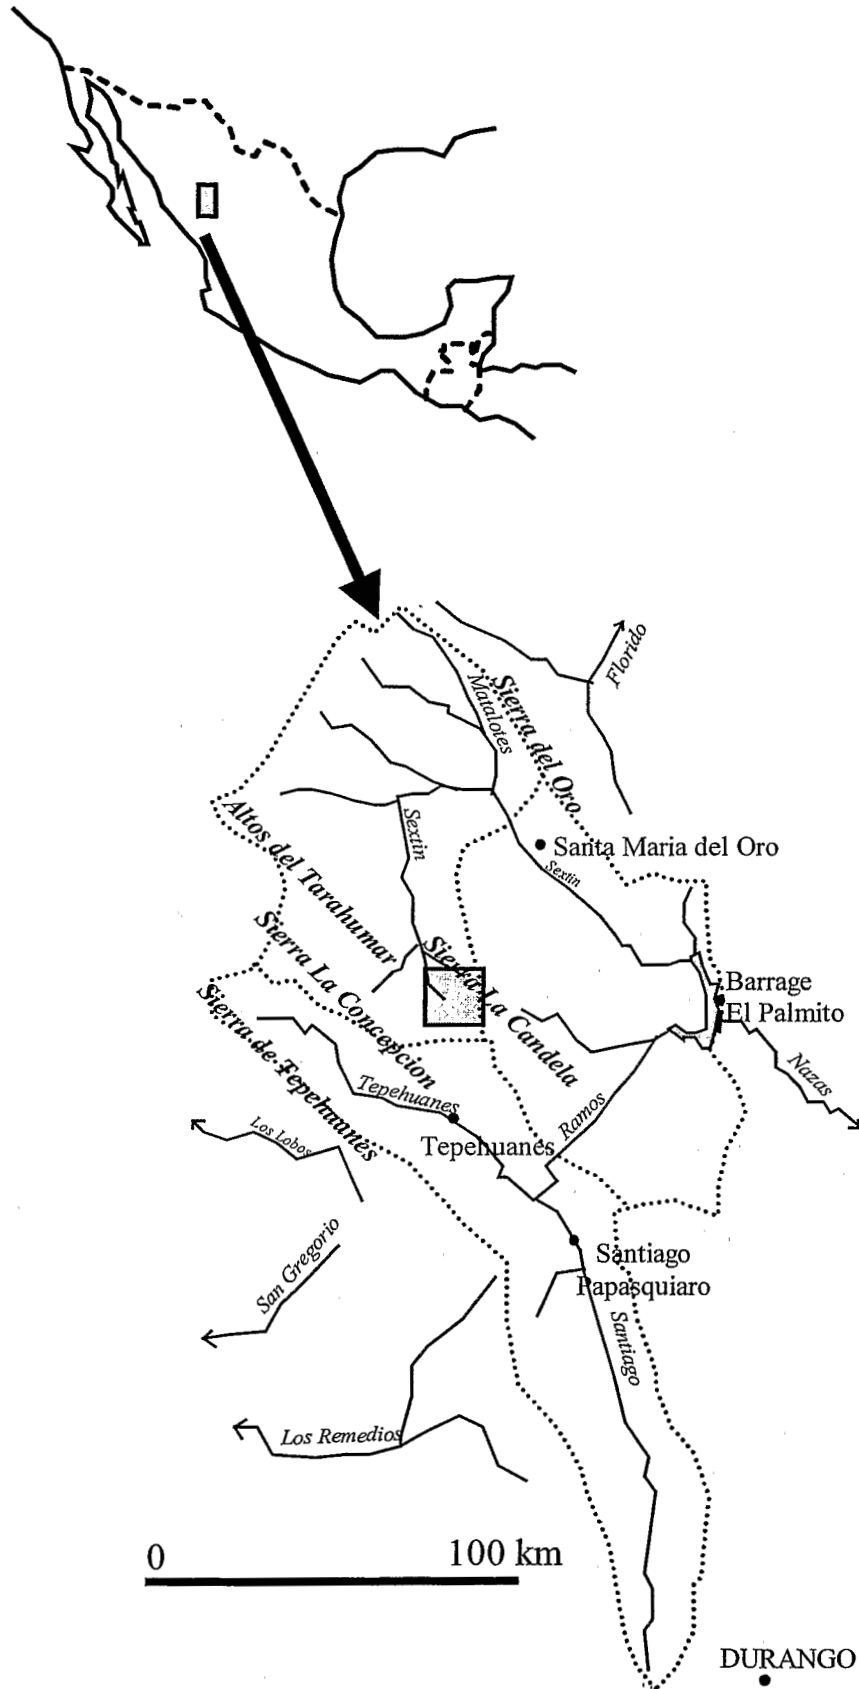 Florido
Matalotes
Sierra del Oro
Altos del Tarahumar
Sextin
Santa Maria del Oro
Sextin
Sierra La Concepcion
Sierra La Candela
Barrage
El Palmito
Sierra de Tepehuanes
Nazas
Tepehuanes
Ramos
Los Lobos
Tepehuanes
San Gregorio
Santiago
Papasquiaro
Santiago
Los Remedios
0
100 km
DURANGO